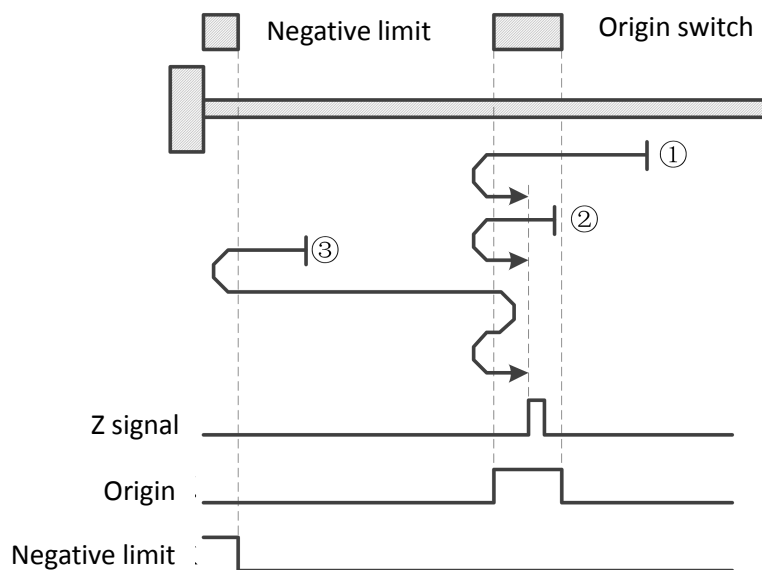 Negative limit
Origin switch
①
②
③
Z signal
Origin
Negative limit